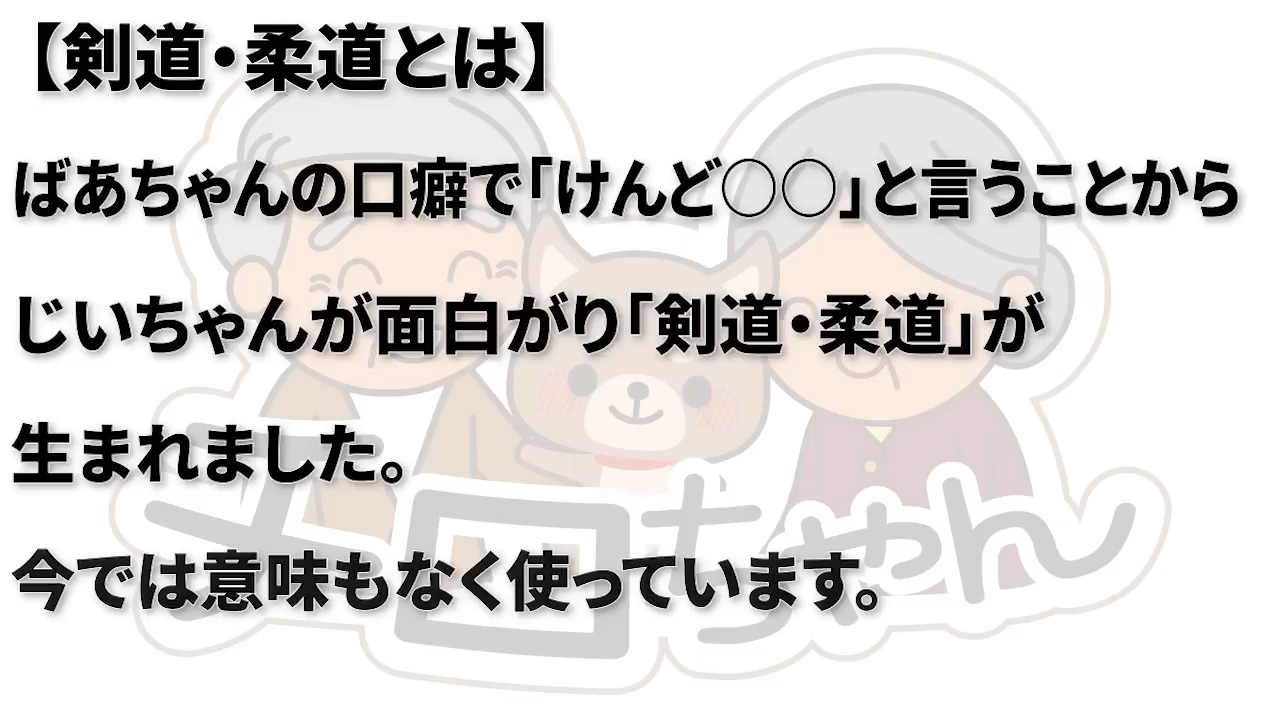 【剣道・柔道とは】
ばあちゃんの口癖で「けんど○○」と言うことから
じいちゃんが面白がり「剣道・柔道」が
生まれました。
今では意味もなく使っています。
ちゃん